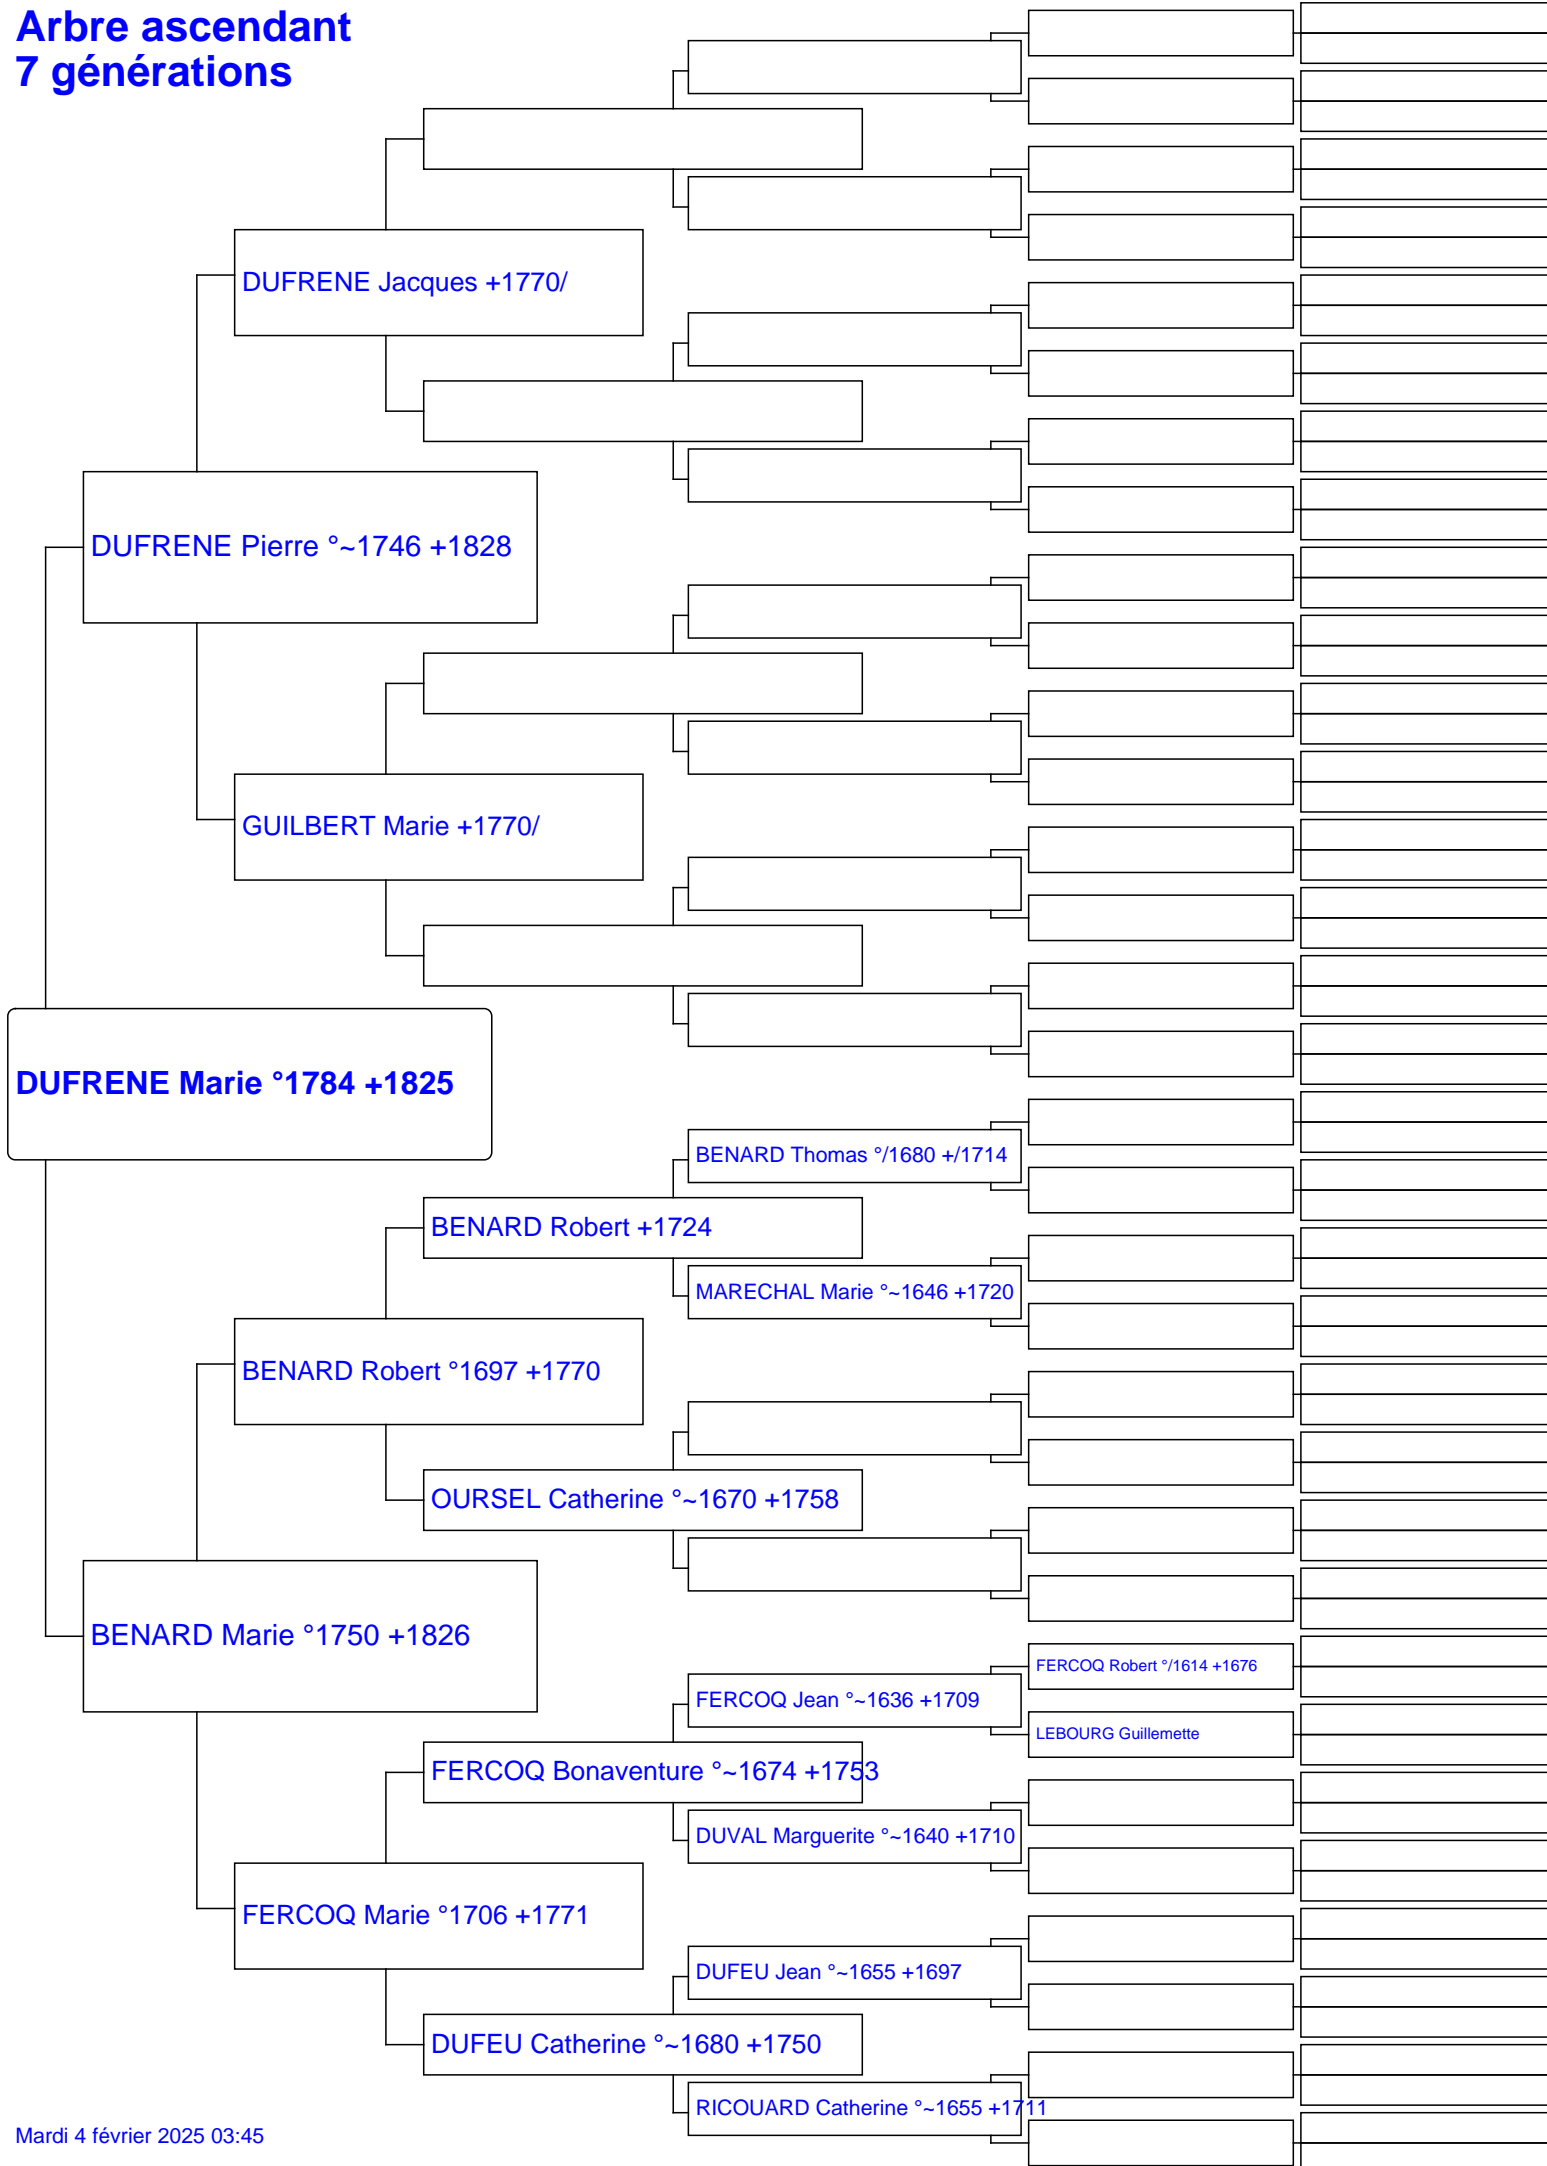 Arbre ascendant
7 générations
DUFRENE Jacques +1770/
DUFRENE Pierre °~1746 +1828
GUILBERT Marie +1770/
DUFRENE Marie °1784 +1825
BENARD Thomas °/1680 +/1714
BENARD Robert +1724
MARECHAL Marie °~1646 +1720
BENARD Robert °1697 +1770
OURSEL Catherine °~1670 +1758
BENARD Marie °1750 +1826
FERCOQ Robert °/1614 +1676
FERCOQ Jean °~1636 +1709
LEBOURG Guillemette
FERCOQ Bonaventure °~1674 +1753
DUVAL Marguerite °~1640 +1710
FERCOQ Marie °1706 +1771
DUFEU Jean °~1655 +1697
DUFEU Catherine °~1680 +1750
RICOUARD Catherine °~1655 +1711
Mardi 4 février 2025 03:45